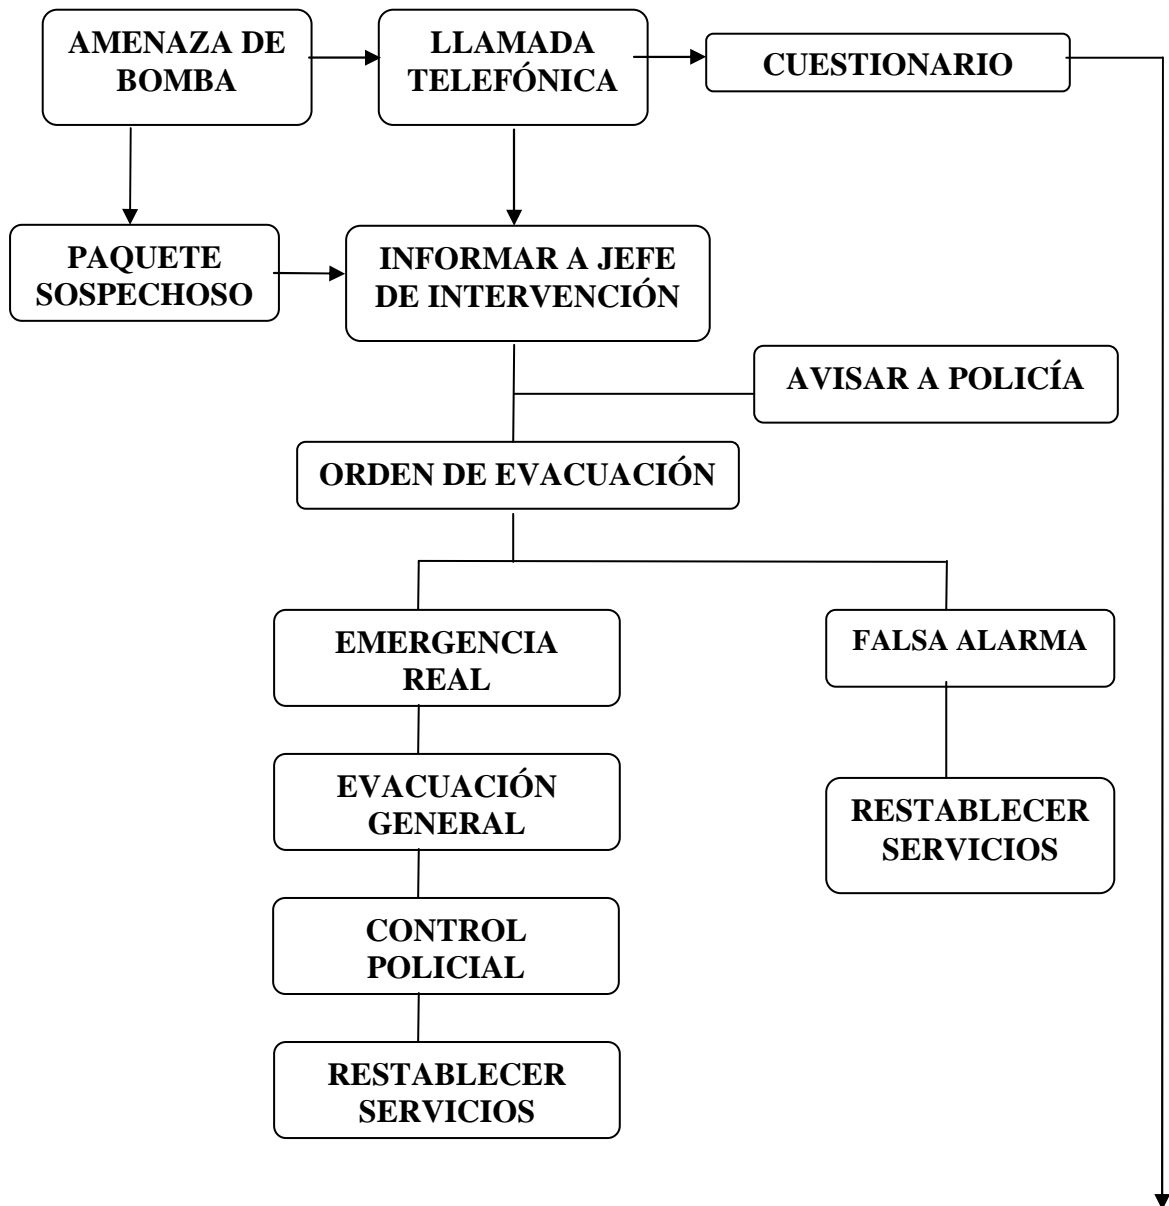 AMENAZA DE
BOMBA
LLAMADA
TELEFÓNICA
CUESTIONARIO
PAQUETE
SOSPECHOSO
INFORMAR A JEFE
DE INTERVENCIÓN
AVISAR A POLICÍA
ORDEN DE EVACUACIÓN
EMERGENCIA
REAL
FALSA ALARMA
EVACUACIÓN
GENERAL
RESTABLECER
SERVICIOS
CONTROL
POLICIAL
RESTABLECER
SERVICIOS